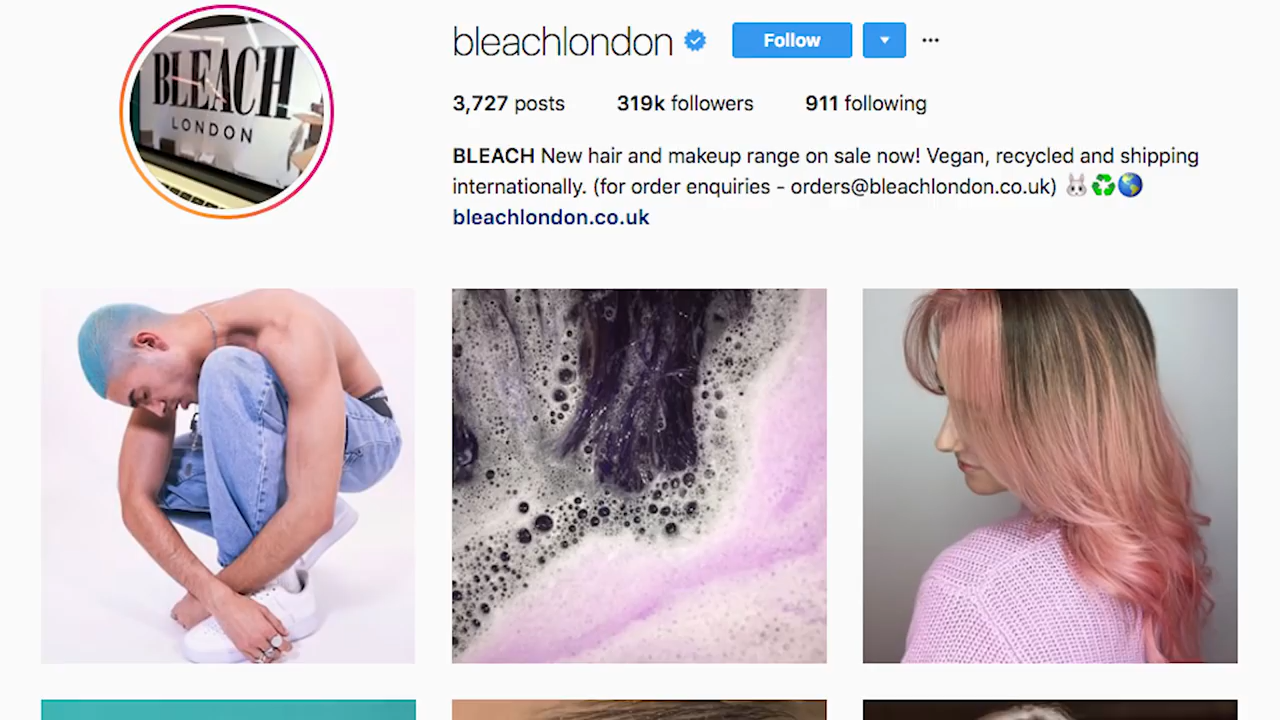 BLEACH
LONDON
bleachlondon
Follow
3,727 posts 319k followers 911 following
BLEACH New hair and makeup range on sale now! Vegan, recycled and shipping
internationally. (for order enquiries - orders@bleachlondon.co.uk) 🐰♻️🌎
bleachlondon.co.uk